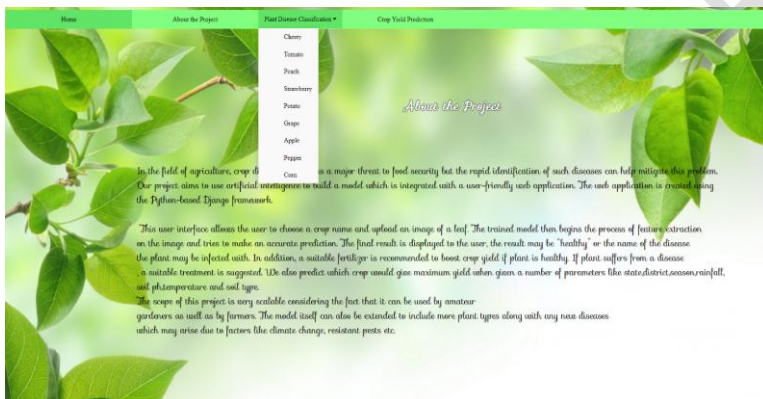 Home About the Project Plant Disease Classification ▾ Crop Yield Prediction
Cherry
Tomato
Peach
Strawberry
Potato
Grape
Apple
Pepper
Corn
About the Project
In the field of agriculture, crop di s a major threat to food security but the rapid identification of such diseases can help mitigate this problem.
Our project aims to use artificial intelligence to build a model which is integrated with a user-friendly web application. The web application is created using
the Python-based Django framework.
This user interface allows the user to choose a crop name and upload an image of a leaf. The trained model then begins the process of feature extraction
on the image and tries to make an accurate prediction. The final result is displayed to the user, the result may be "healthy" or the name of the disease
the plant may be infected with. In addition, a suitable fertilizer is recommended to boost crop yield if plant is healthy. If plant suffers from a disease
, a suitable treatment is suggested. We also predict which crop would give maximum yield when given a number of parameters like state,district,season,rainfall,
soil ph,temperature and soil type.
The scope of this project is very scalable considering the fact that it can be used by amateur
gardeners as well as by farmers. The model itself can also be extended to include more plant types along with any new diseases
which may arise due to factors like climate change, resistant pests etc.